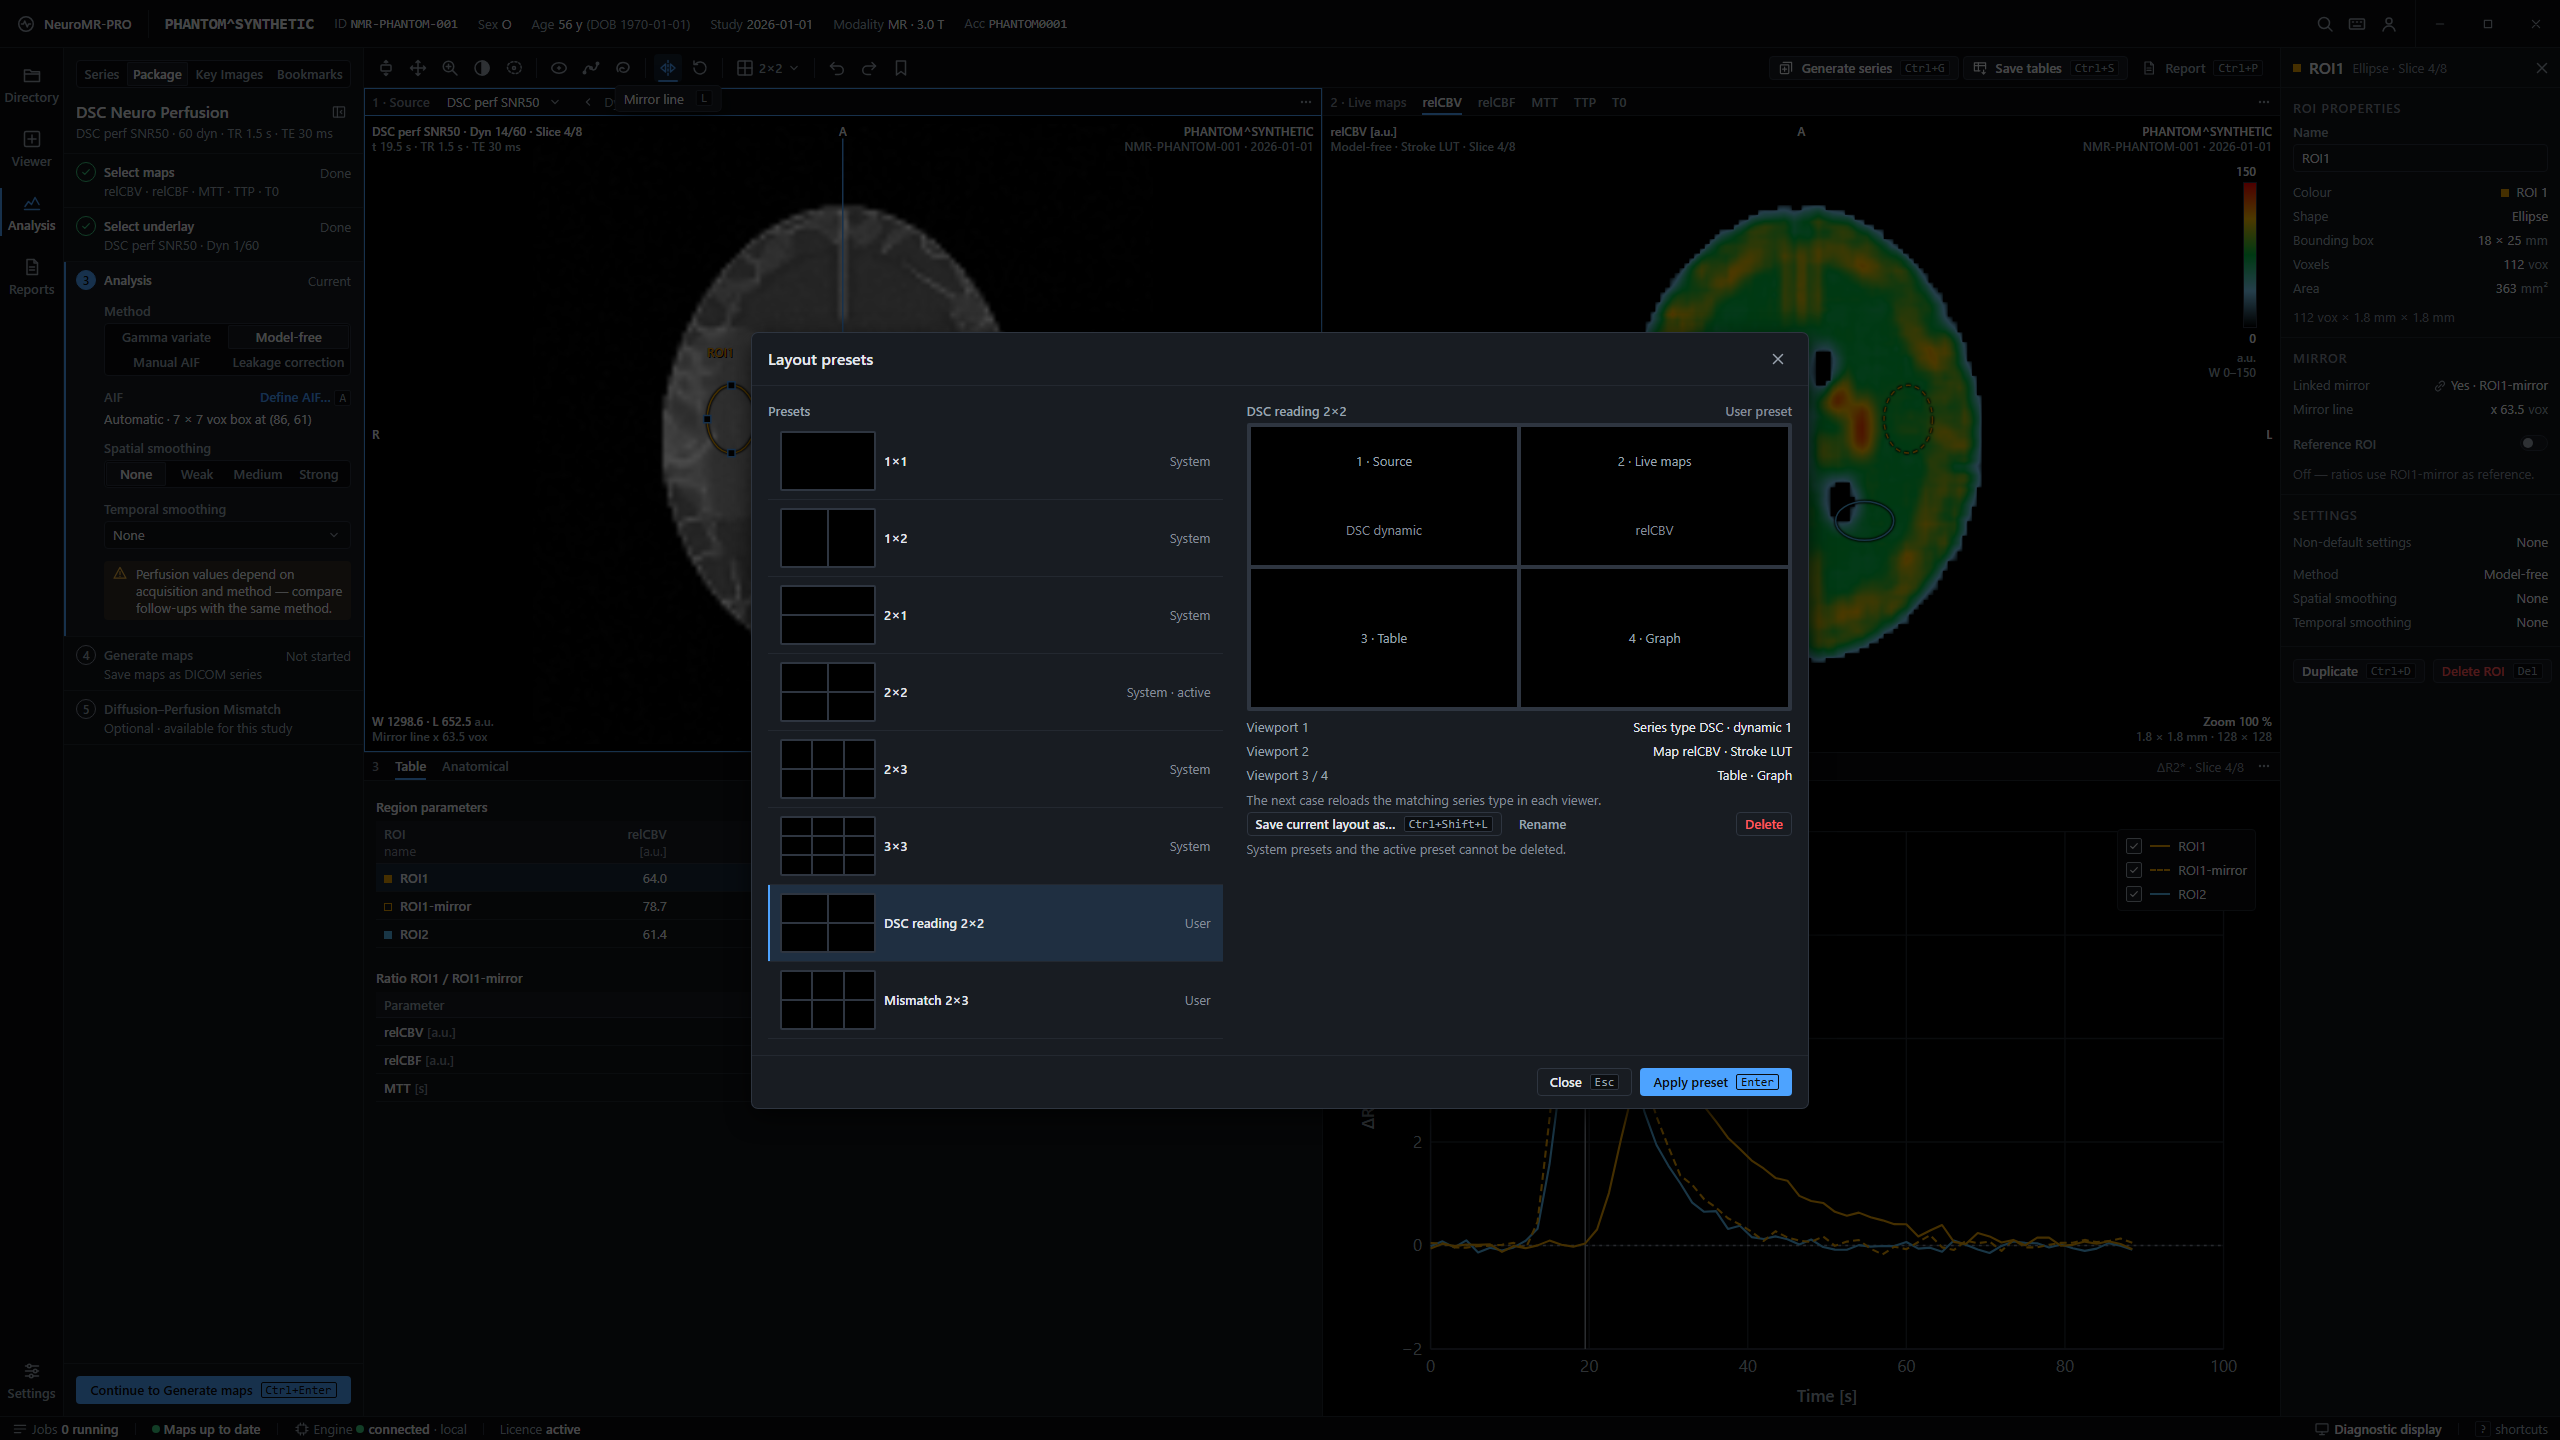 NeuroMR-PRO
PHANTOM^SYNTHETIC ID NMR-PHANTOM-001 Sex O Age 56 y (DOB 1970-01-01) Study 2026-01-01 Modality MR · 3.0 T Acc PHANTOM0001
Directory
Viewer
Analysis
Reports
Settings
Series Package Key Images Bookmarks
DSC Neuro Perfusion
DSC perf SNR50 · 60 dyn · TR 1.5 s · TE 30 ms
Select maps Done
relCBV · relCBF · MTT · TTP · T0
Select underlay Done
DSC perf SNR50 · Dyn 1/60
3 Analysis Current
Method
Gamma variate Model-free
Manual AIF Leakage correction
AIF Define AIF... A
Automatic · 7 × 7 vox box at (86, 61)
Spatial smoothing
None Weak Medium Strong
Temporal smoothing
None
Perfusion values depend on
acquisition and method — compare
follow-ups with the same method.
4 Generate maps Not started
Save maps as DICOM series
5 Diffusion–Perfusion Mismatch
Optional · available for this study
Continue to Generate maps Ctrl+Enter
2×2
Generate series Ctrl+G Save tables Ctrl+S Report Ctrl+P
1 · Source DSC perf SNR50 D
Mirror line L
DSC perf SNR50 · Dyn 14/60 · Slice 4/8
t 19.5 s · TR 1.5 s · TE 30 ms
A
PHANTOM^SYNTHETIC
NMR-PHANTOM-001 · 2026-01-01
R
ROI1
W 1298.6 · L 652.5 a.u.
Mirror line x 63.5 vox
2 · Live maps relCBV relCBF MTT TTP T0
relCBV [a.u.]
Model-free · Stroke LUT · Slice 4/8
A
PHANTOM^SYNTHETIC
NMR-PHANTOM-001 · 2026-01-01
150
0
a.u.
W 0–150
L
Zoom 100 %
1.8 × 1.8 mm · 128 × 128
3 Table Anatomical
Region parameters
ROI relCBV
name [a.u.]
ROI1 64.0
ROI1-mirror 78.7
ROI2 61.4
Ratio ROI1 / ROI1-mirror
Parameter
relCBV [a.u.]
relCBF [a.u.]
MTT [s]
ΔR2* · Slice 4/8
ROI1
ROI1-mirror
ROI2
ΔR
2
0
−2
0 20 40 60 80 100
Time [s]
Layout presets
Presets
1×1 System
1×2 System
2×1 System
2×2 System · active
2×3 System
3×3 System
DSC reading 2×2 User
Mismatch 2×3 User
DSC reading 2×2 User preset
1 · Source
DSC dynamic
2 · Live maps
relCBV
3 · Table
4 · Graph
Viewport 1 Series type DSC · dynamic 1
Viewport 2 Map relCBV · Stroke LUT
Viewport 3 / 4 Table · Graph
The next case reloads the matching series type in each viewer.
Save current layout as... Ctrl+Shift+L Rename Delete
System presets and the active preset cannot be deleted.
Close Esc Apply preset Enter
ROI1 Ellipse · Slice 4/8
ROI PROPERTIES
Name
ROI1
Colour ROI 1
Shape Ellipse
Bounding box 18 × 25 mm
Voxels 112 vox
Area 363 mm²
112 vox × 1.8 mm × 1.8 mm
MIRROR
Linked mirror Yes · ROI1-mirror
Mirror line x 63.5 vox
Reference ROI
Off — ratios use ROI1-mirror as reference.
SETTINGS
Non-default settings None
Method Model-free
Spatial smoothing None
Temporal smoothing None
Duplicate Ctrl+D Delete ROI Del
Jobs 0 running Maps up to date Engine connected · local Licence active
Diagnostic display ? shortcuts